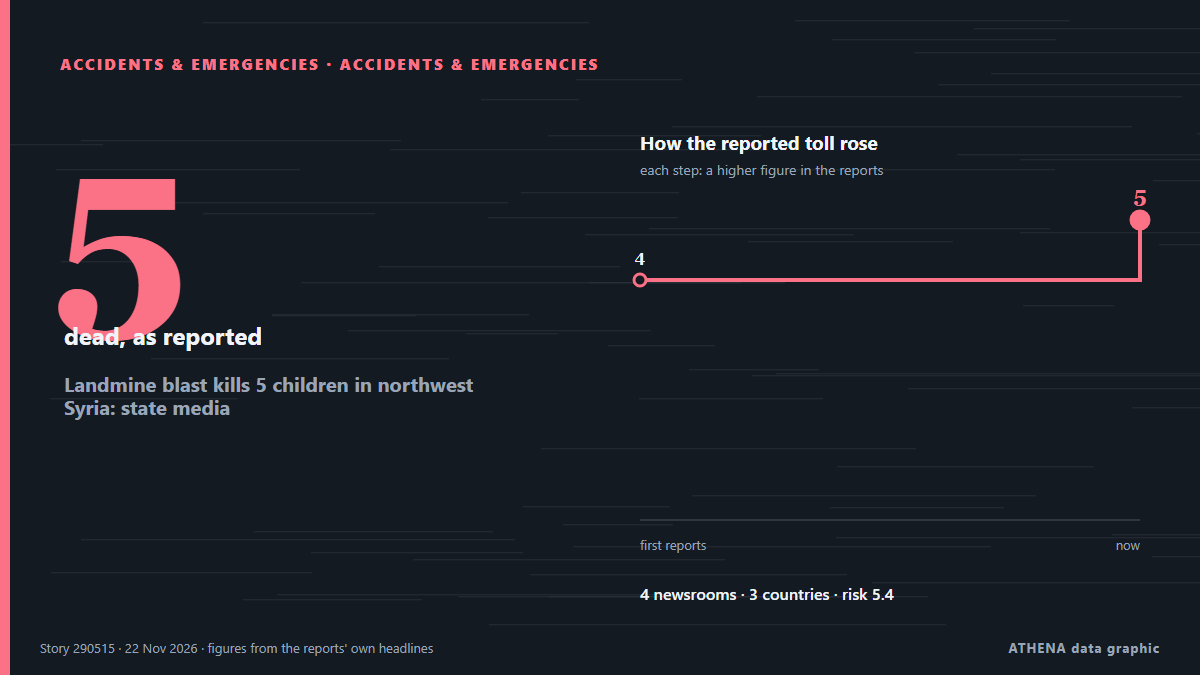 ACCIDENTS & EMERGENCIES · ACCIDENTS & EMERGENCIES
5
dead, as reported
Landmine blast kills 5 children in northwest
Syria: state media
How the reported toll rose
each step: a higher figure in the reports
5
4
first reports
now
4 newsrooms · 3 countries · risk 5.4
Story 290515 · 22 Nov 2026 · figures from the reports' own headlines
ATHENA data graphic